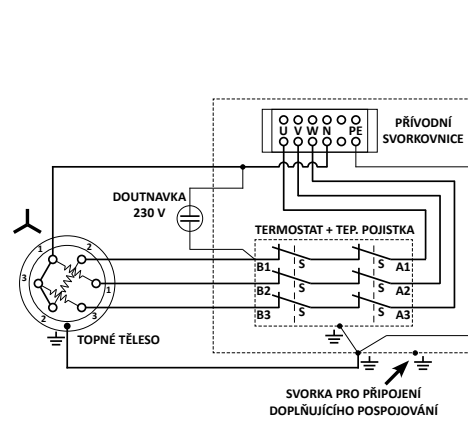 U V W N PE
PŘÍVODNÍ
SVORKOVNICE
DOUTNAVKA
230 V
TERMOSTAT + TEP. POJISTKA
B1 S S A1
B2 S S A2
B3 S S A3
1 2
3 1
2 3
TOPNÉ TĚLESO
SVORKA PRO PŘIPOJENÍ
DOPLŇUJÍCÍHO POSPOJOVÁNÍ